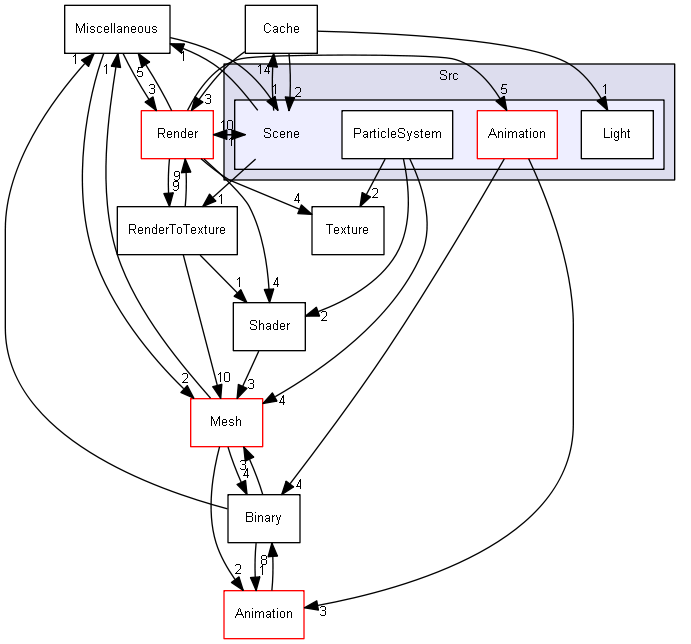 Miscellaneous
Cache
1
1
1
5
14
Src
3
3
1
2
5
1
10
1
Render
Scene
ParticleSystem
Animation
Light
9
9
4
1
2
RenderToTexture
Texture
1
4
2
Shader
2
10
3
4
Mesh
3
4
4
Binary
8
1
2
3
Animation